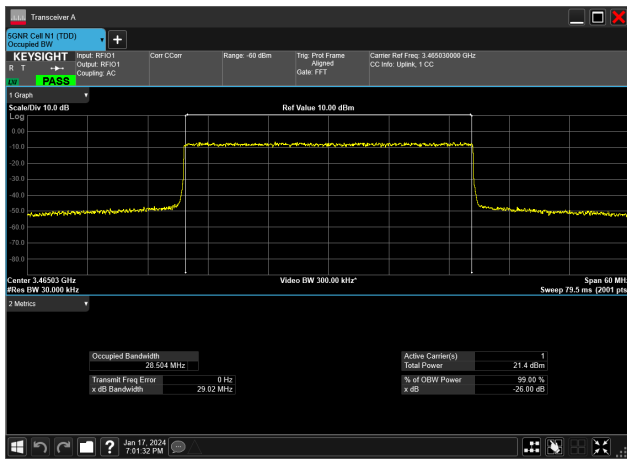 Transceiver A
5GNR Cell N1 (TDD)
Occupied BW
KEYSIGHT
R T
LNI
PASS
Input: RFIO1
Output: RFIO1
Coupling: AC
Corr CCorr
Range: -60 dBm
Trig: Prot Frame
Aligned
Gate: FFT
Carrier Ref Freq: 3.465030000 GHz
CC Info: Uplink, 1 CC
1 Graph
Scale/Div 10.0 dB
Ref Value 10.00 dBm
Log
0.00
-10.0
-20.0
-30.0
-40.0
-50.0
-60.0
-70.0
-80.0
Center 3.46503 GHz
Video BW 300.00 kHz*
Span 60 MHz
#Res BW 30.000 kHz
Sweep 79.5 ms (2001 pts
2 Metrics
Occupied Bandwidth
28.504 MHz
Transmit Freq Error 0 Hz
x dB Bandwidth 29.02 MHz
Active Carrier(s) 1
Total Power 21.4 dBm
% of OBW Power 99.00 %
x dB -26.00 dB
Jan 17, 2024
7:01:32 PM